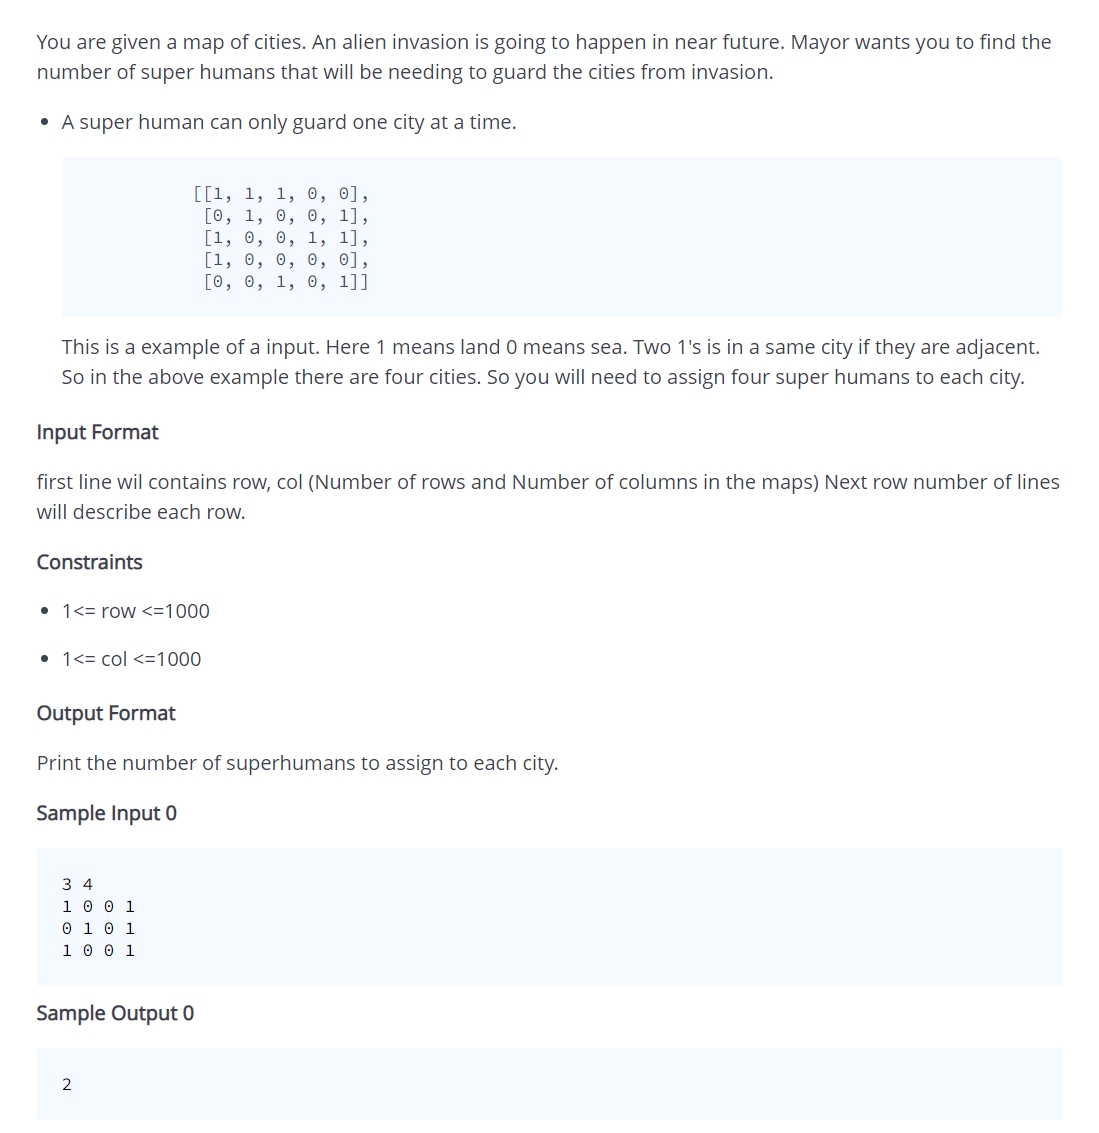 You are given a map of cities. An alien invasion is going to happen in near future. Mayor wants you to find the
number of super humans that will be needing to guard the cities from invasion.
• A super human can only guard one city at a time.
[[1, 1, 1, 0, 0],
[0, 1, 0, 0, 1],
[1, 0, 0, 1, 1],
[1, 0, 0, 0, 0],
[0, 0, 1, 0, 1]]
This is a example of a input. Here 1 means land 0 means sea. Two 1's is in a same city if they are adjacent.
So in the above example there are four cities. So you will need to assign four super humans to each city.
Input Format
first line wil contains row, col (Number of rows and Number of columns in the maps) Next row number of lines
will describe each row.
Constraints
• 1<= row <=1000
• 1<= col <=1000
Output Format
Print the number of superhumans to assign to each city.
Sample Input 0
3 4
1 0 0 1
0 1 0 1
1 0 0 1
Sample Output 0
2